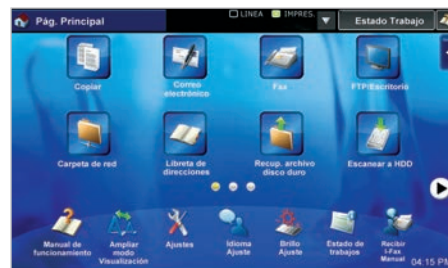 Pág. Principal
LINEA
IMPRES.
Estado Trabajo
Copiar
Correo
electrónico
Fax
FTP/Escritorio
Carpeta de red
Libreta de
direcciones
Recup. archivo
disco duro
Escanear a HDD
Manual de
funcionamiento
Ampliar
modo
Visualización
Ajustes
Idioma
Ajuste
Brillo
Ajuste
Estado de
trabajos
Recibir
I-Fax
Manual
04:15 PM